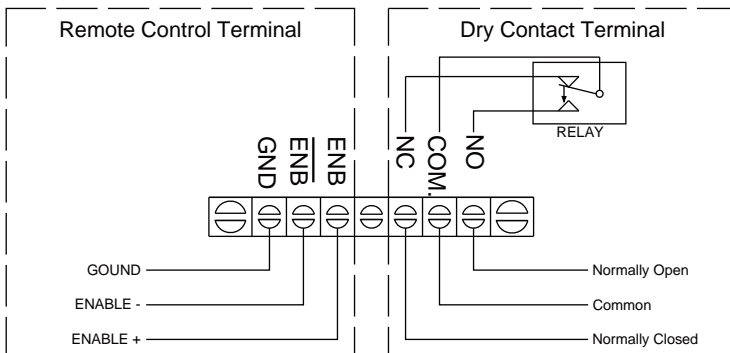 Remote Control Terminal
Dry Contact Terminal
RELAY
GND
ENB
ENB
NC
COM.
NO
GOUND
ENABLE -
ENABLE +
Normally Open
Common
Normally Closed